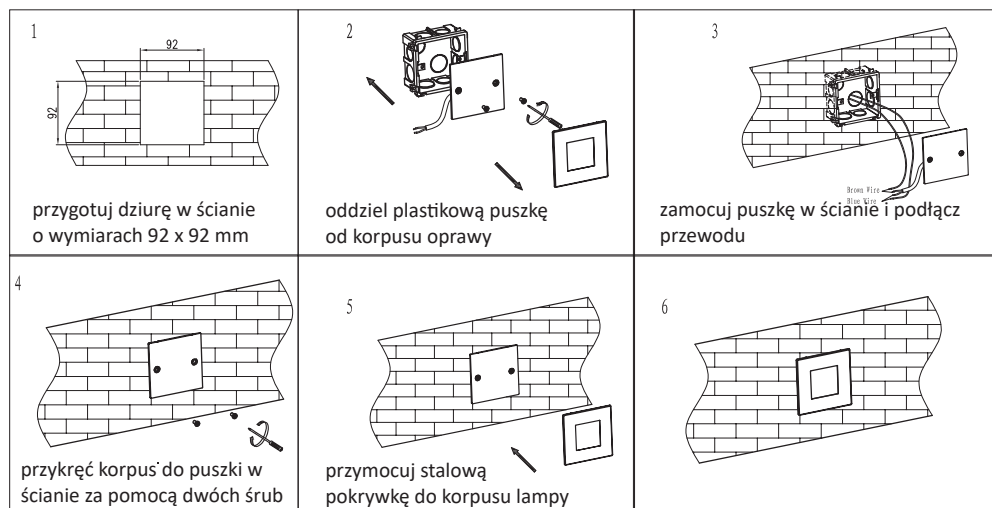 1
92
92
przygotuj dziurę w ścianie
o wymiarach 92 x 92 mm
2
oddziel plastikową puszkę
od korpusu oprawy
3
Brown Wire
Blue Wire
zamocuj puszkę w ścianie i podłącz
przewodu
4
przykręć korpus do puszki w
ścianie za pomocą dwóch śrub
5
przymocuj stalową
pokrywkę do korpusu lampy
6